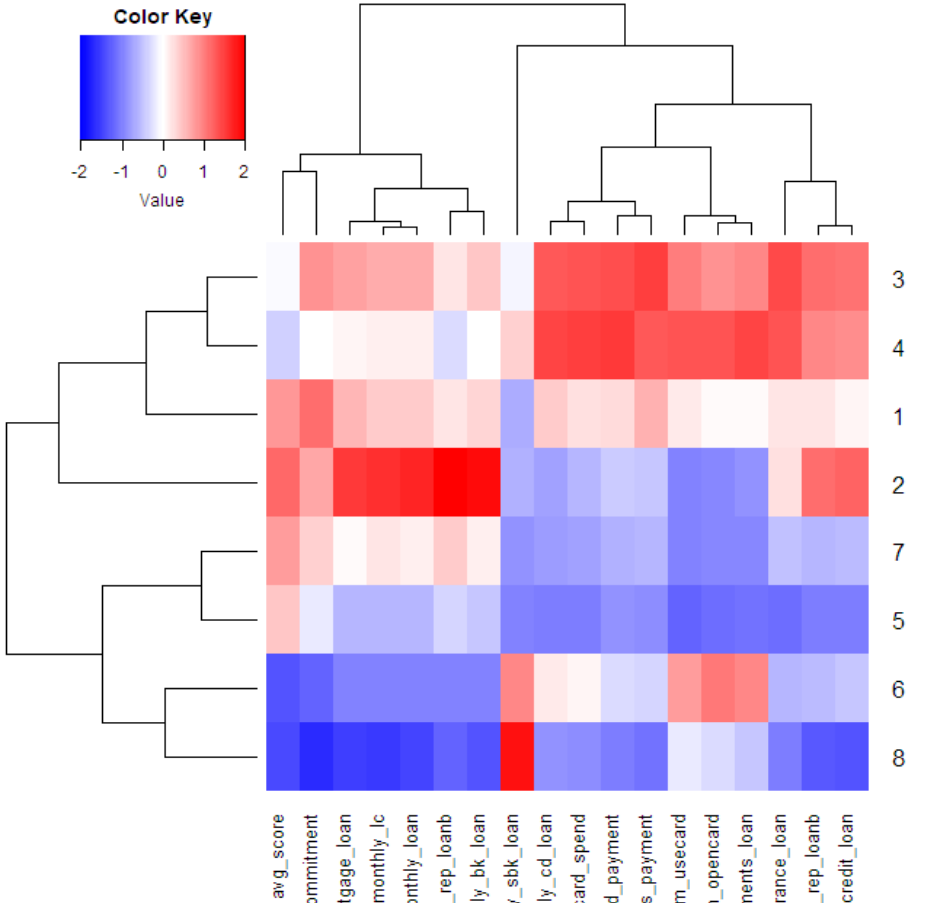 Color Key
-2 -1 0 1 2
Value
3
4
1
2
7
5
6
8
avg_score
ommitment
tgage_loan
monthly_lc
onthly_loan
_rep_loanb
ly_bk_loan
y_sbk_loan
ly_cd_loan
card_spend
d_payment
s_payment
m_usecard
_opencard
ments_loan
rance_loan
_rep_loanb
credit_loan